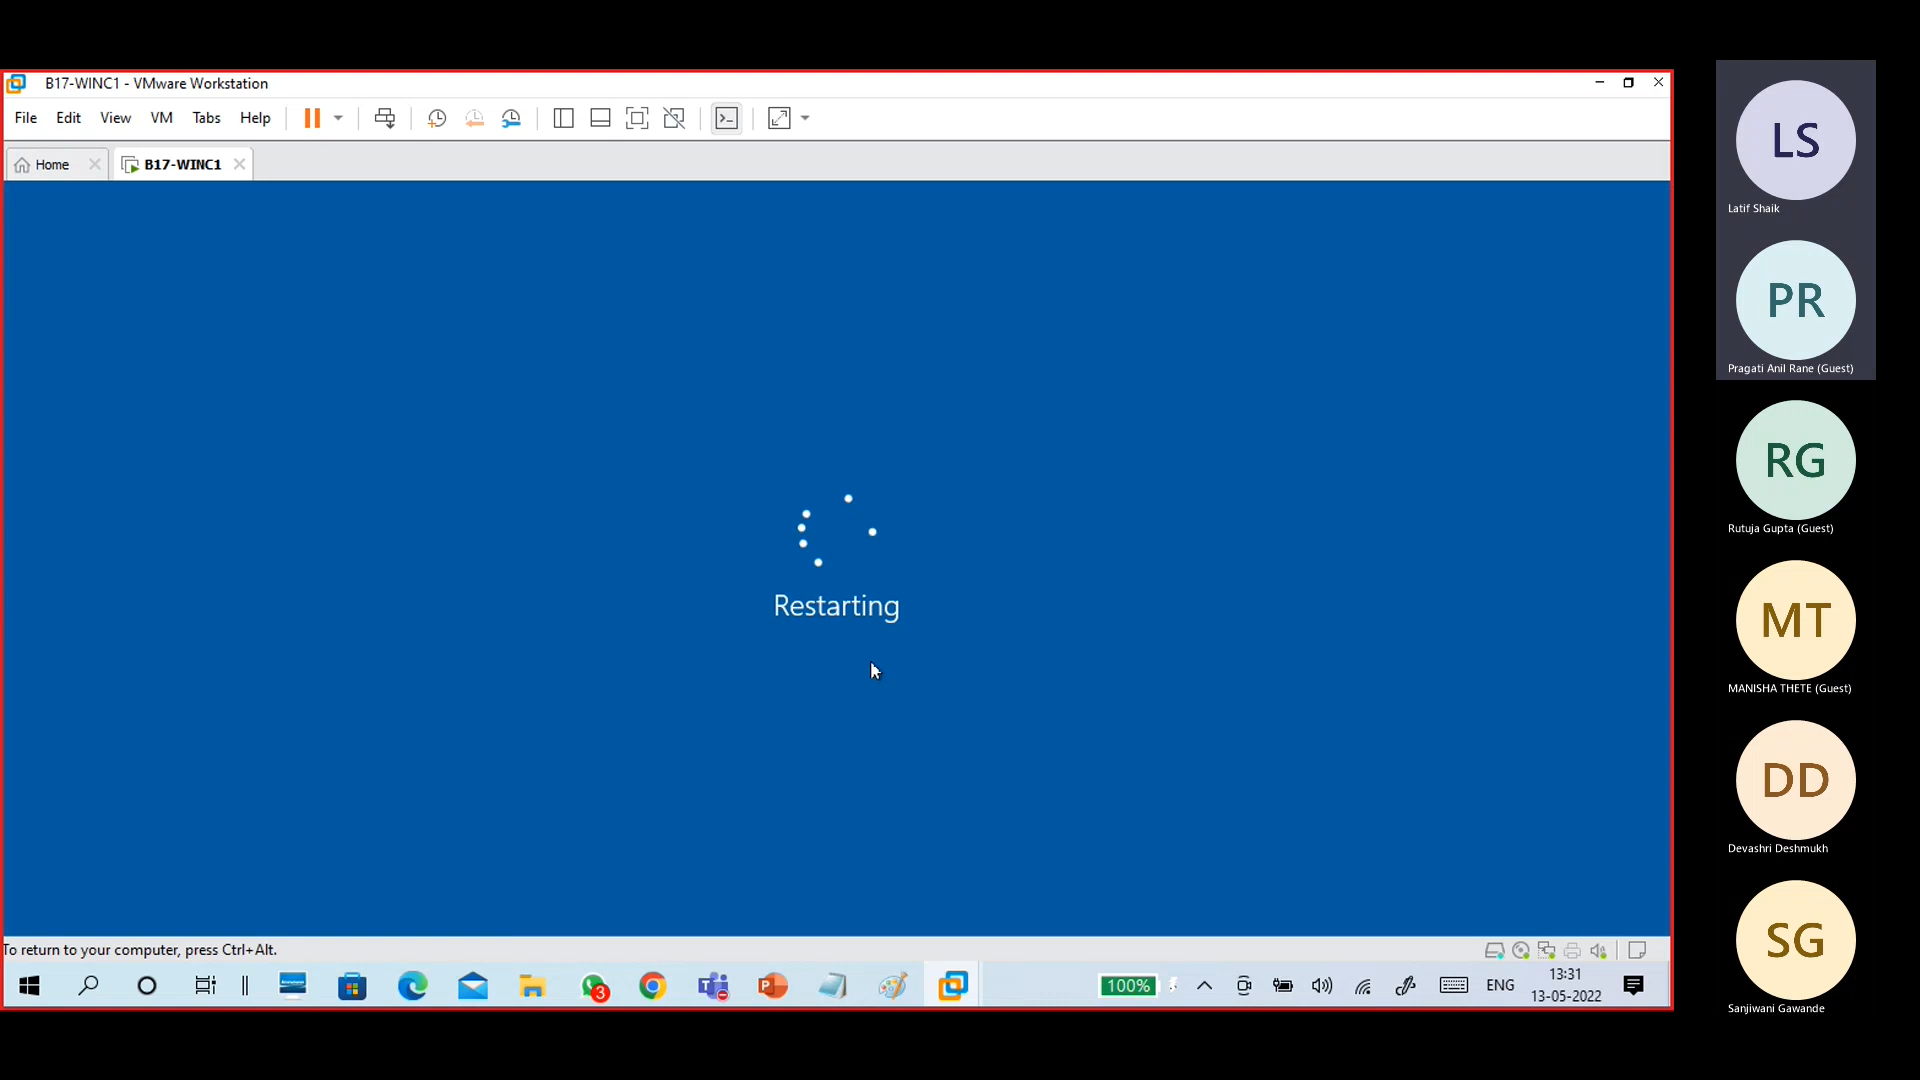 B17-WINC1 - VMware Workstation
File Edit View VM Tabs Help
Home B17-WINC1
Restarting
To return to your computer, press Ctrl+Alt.
3
100%
ENG
13:31
13-05-2022
LS
Latif Shaik
PR
Pragati Anil Rane (Guest)
RG
Rutuja Gupta (Guest)
MT
MANISHA THETE (Guest)
DD
Devashri Deshmukh
SG
Sanjiwani Gawande